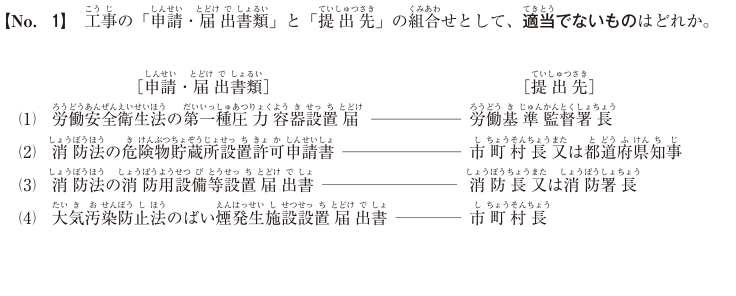 【No. 1】 工事の「申請・届出書類」と「提出先」の組合せとして、適当でないものはどれか。
[申請・届出書類] [提出先]
(1) 労働安全衛生法の第一種圧力容器設置届 ―――― 労働基準監督署長
(2) 消防法の危険物貯蔵所設置許可申請書 ―――― 市町村長又は都道府県知事
(3) 消防法の消防用設備等設置届出書 ―――― 消防長又は消防署長
(4) 大気汚染防止法のばい煙発生施設設置届出書 ―――― 市町村長